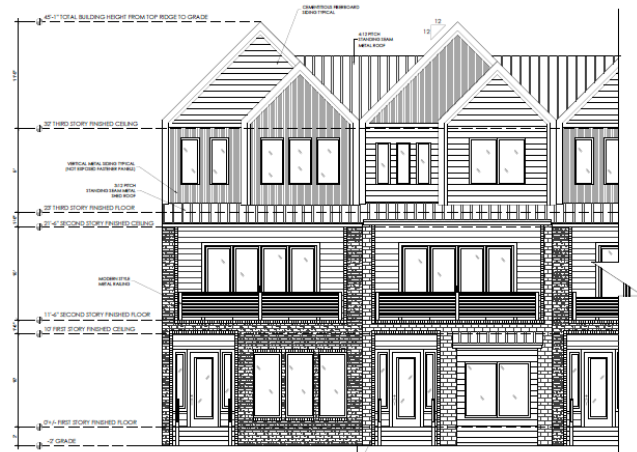 45'-1" TOTAL BUILDING HEIGHT FROM TOP RIDGE TO GRADE
CEMENTITIOUS FIBERBOARD
SIDING TYPICAL
12
12
4:12 PITCH
STANDING SEAM
METAL ROOF
32' THIRD STORY FINISHED CEILING
VERTICAL METAL SIDING TYPICAL
(NOT EXPOSED FASTENER PANELS)
3:12 PITCH
STANDING SEAM METAL
SHED ROOF
23' THIRD STORY FINISHED FLOOR
21'-6" SECOND STORY FINISHED CEILING
MODERN STYLE
METAL RAILING
11'-6" SECOND STORY FINISHED FLOOR
10' FIRST STORY FINISHED CEILING
0'+/- FIRST STORY FINISHED FLOOR
-2' GRADE